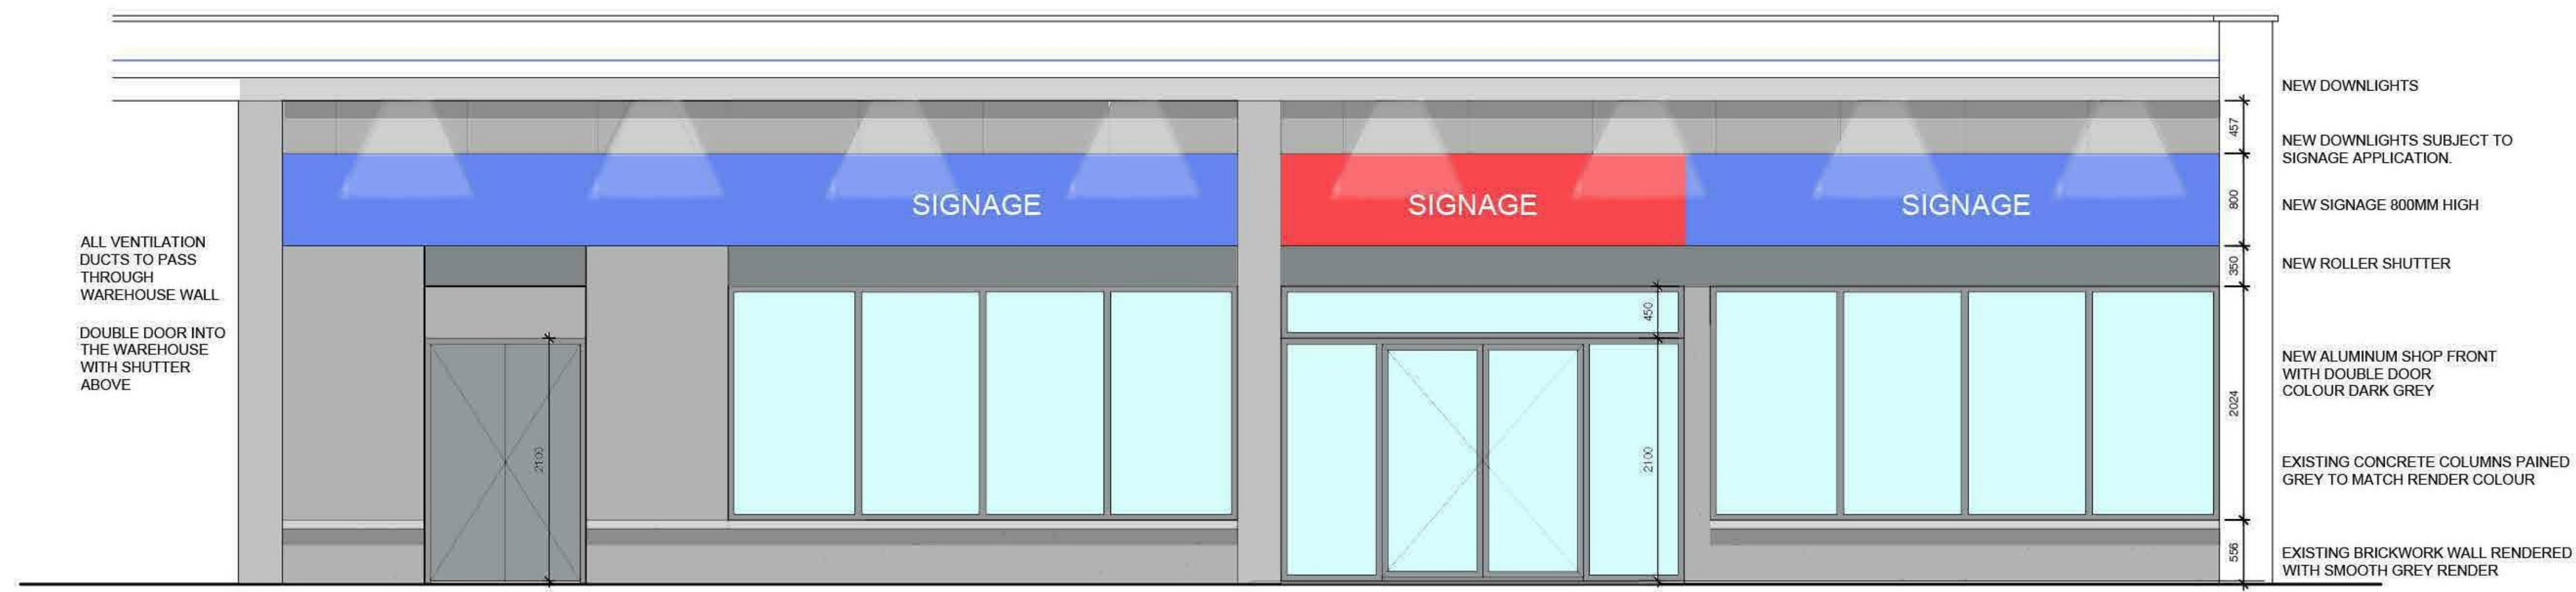 NEW DOWNLIGHTS
457
NEW DOWNLIGHTS SUBJECT TO
SIGNAGE APPLICATION.
SIGNAGE
SIGNAGE
SIGNAGE
800
NEW SIGNAGE 800MM HIGH
ALL VENTILATION
DUCTS TO PASS
THROUGH
WAREHOUSE WALL
350
NEW ROLLER SHUTTER
450
DOUBLE DOOR INTO
THE WAREHOUSE
WITH SHUTTER
ABOVE
NEW ALUMINUM SHOP FRONT
WITH DOUBLE DOOR
COLOUR DARK GREY
2024
2100
2100
EXISTING CONCRETE COLUMNS PAINED
GREY TO MATCH RENDER COLOUR
556
EXISTING BRICKWORK WALL RENDERED
WITH SMOOTH GREY RENDER